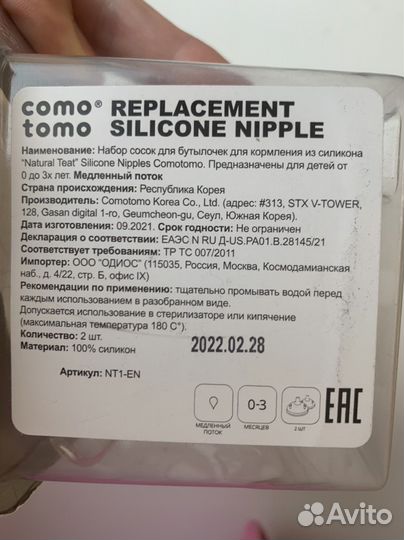 como® REPLACEMENT
tomo SILICONE NIPPLE
Наименование: Набор сосок для бутылочек для кормления из силикона
"Natural Teat" Silicone Nipples Comotomo. Предназначены для детей от
0 до 3х лет. Медленный поток
Страна происхождения: Республика Корея
Производитель: Comotomo Korea Co., Ltd. (адрес: #313, STX V-TOWER,
128, Gasan digital 1-ro, Geumcheon-gu, Сеул, Южная Корея).
Дата изготовления: 09.2021. Срок годности: Не ограничен
Декларация о соответствии: ЕАЭС N RU Д-US.PA01.B.28145/21
Соответствует требованиям: ТР ТС 007/2011
Импортер: ООО "ОДИОС" (115035, Россия, Москва, Космодамианская
наб., д. 4/22, стр. Б, офис IX)
Рекомендации по применению: тщательно промывать водой перед
каждым использованием в разобранном виде.
Допускается использование в стерилизаторе или кипячение
(максимальная температура 180 С°).
Количество: 2 шт.
Материал: 100% силикон
2022.02.28
Артикул: NT1-EN
0-3
МЕДЛЕННЫЙ ПОТОК
МЕСЯЦЕВ
2 ШТ
EAC
Avito